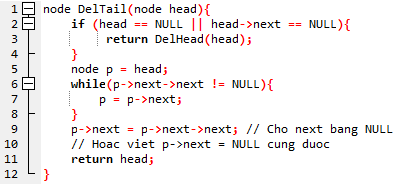 1 node DelTail(node head){
2     if (head == NULL || head->next == NULL){
3         return DelHead(head);
4     }
5     node p = head;
6     while(p->next->next != NULL){
7         p = p->next;
8     }
9     p->next = p->next->next; // Cho next bang NULL
10     // Hoac viet p->next = NULL cung duoc
11     return head;
12 }